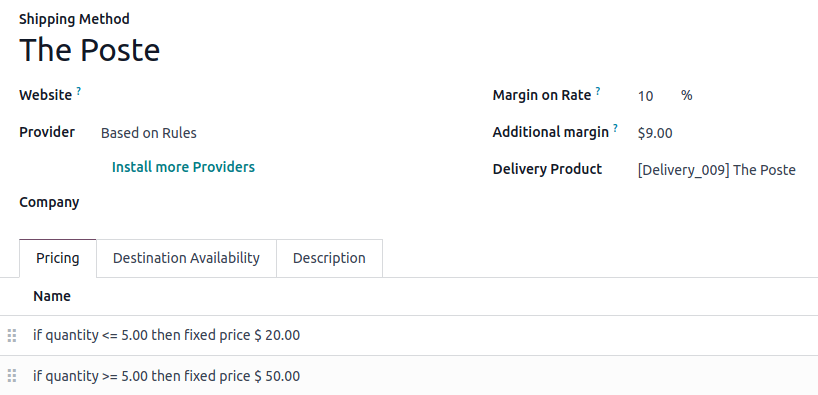 Shipping Method
The Poste
Website ?
Margin on Rate ? 10 %
Provider Based on Rules
Additional margin ? $9.00
Install more Providers
Delivery Product [Delivery_009] The Poste
Company
Pricing Destination Availability Description
Name
if quantity <= 5.00 then fixed price $ 20.00
if quantity >= 5.00 then fixed price $ 50.00